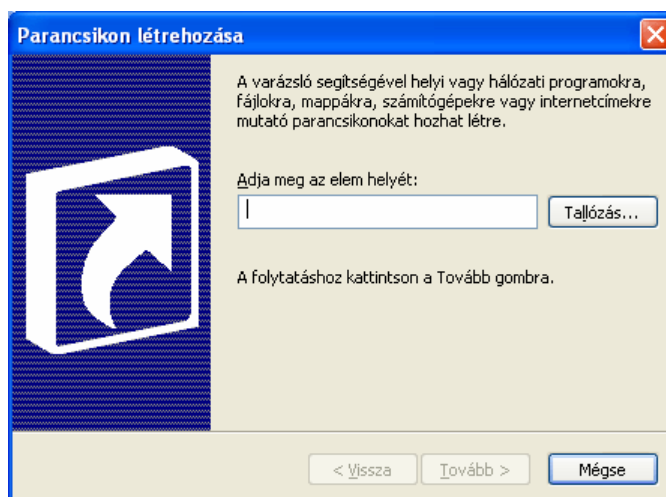 Parancsikon létrehozása
A varázsló segítségével helyi vagy hálózati programokra,
fájlokra, mappákra, számítógépekre vagy internetcímekre
mutató parancsikonokat hozhat létre.
Adja meg az elem helyét:
Tallózás...
A folytatáshoz kattintson a Tovább gombra.
< Vissza
Tovább >
Mégse